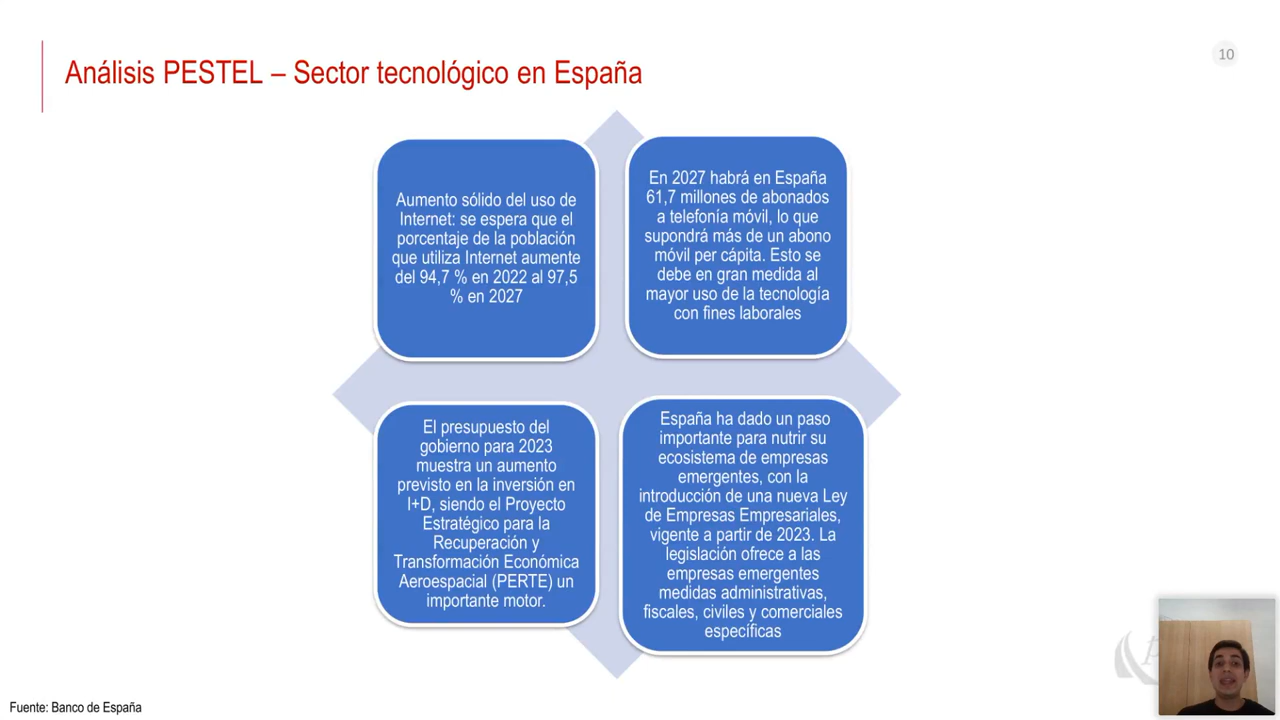 Análisis PESTEL – Sector tecnológico en España
10
Aumento sólido del uso de
Internet: se espera que el
porcentaje de la población
que utiliza Internet aumente
del 94,7 % en 2022 al 97,5
% en 2027
En 2027 habrá en España
61,7 millones de abonados
a telefonía móvil, lo que
supondrá más de un abono
móvil per cápita. Esto se
debe en gran medida al
mayor uso de la tecnología
con fines laborales
El presupuesto del
gobierno para 2023
muestra un aumento
previsto en la inversión en
I+D, siendo el Proyecto
Estratégico para la
Recuperación y
Transformación Económica
Aeroespacial (PERTE) un
importante motor.
España ha dado un paso
importante para nutrir su
ecosistema de empresas
emergentes, con la
introducción de una nueva Ley
de Empresas Empresariales,
vigente a partir de 2023. La
legislación ofrece a las
empresas emergentes
medidas administrativas,
fiscales, civiles y comerciales
específicas
Fuente: Banco de España